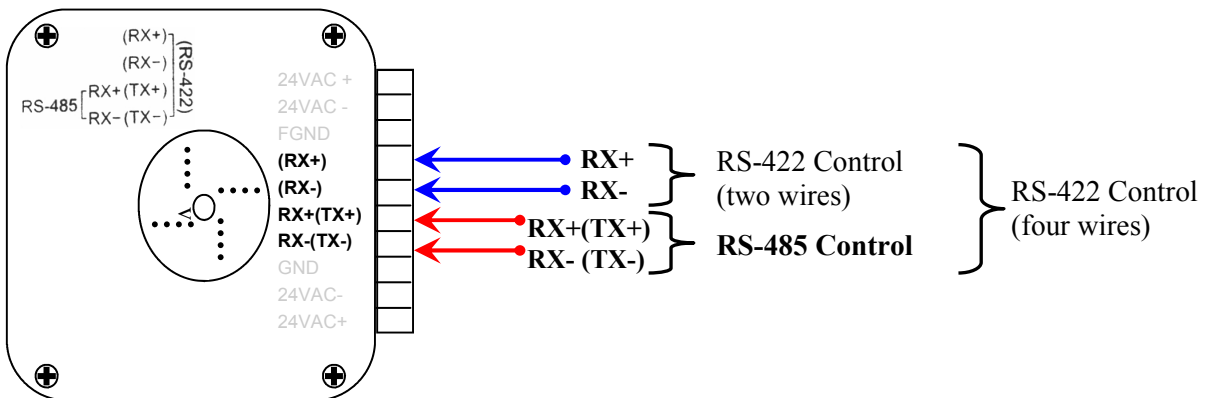 (RX+)
(RX-)
RX+(TX+)
RX-(TX-)
RS-485
(RS-422)
24VAC +
24VAC -
FGND
(RX+)
(RX-)
RX+(TX+)
RX-(TX-)
GND
24VAC-
24VAC+
V
RX+
RX-
RX+(TX+)
RX- (TX-)
RS-422 Control
(two wires)
RS-485 Control
RS-422 Control
(four wires)